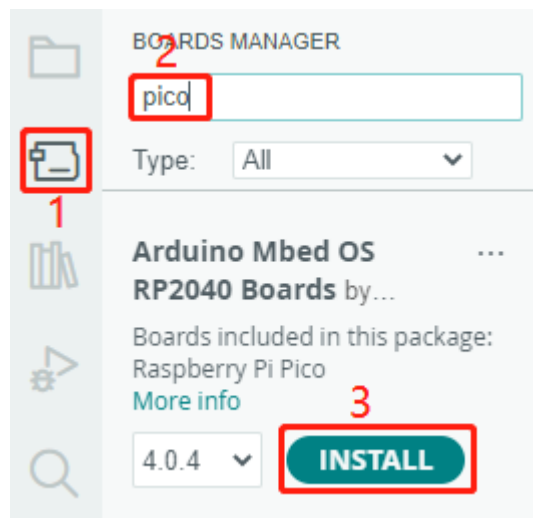 BOARDS MANAGER
2
pico
Type: All
1
Arduino Mbed OS ...
RP2040 Boards by...
Boards included in this package:
Raspberry Pi Pico
More info
3
4.0.4 INSTALL